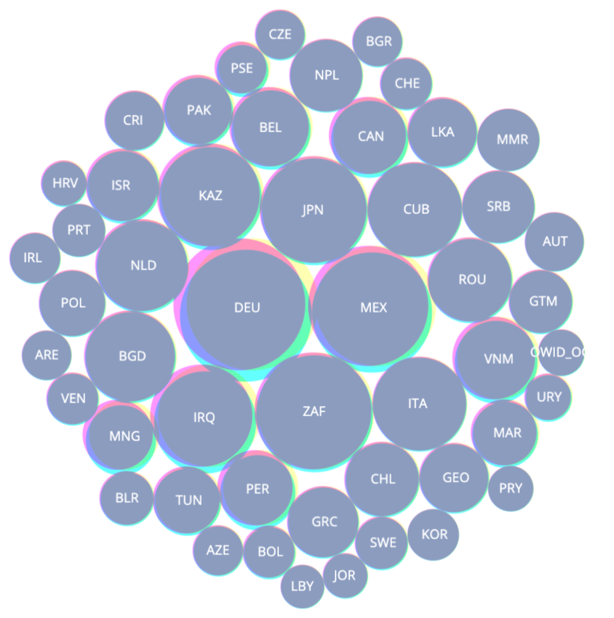 CZE
BGR
PSE
NPL
CHE
PAK
CRI
BEL
CAN
LKA
MMR
HRV
ISR
KAZ
JPN
CUB
SRB
PRT
AUT
IRL
NLD
ROU
POL
DEU
MEX
GTM
ARE
BGD
VNM
OWID_OC
VEN
ITA
URY
MNG
IRQ
ZAF
MAR
BLR
TUN
PER
CHL
GEO
PRY
GRC
AZE
BOL
SWE
KOR
LBY
JOR